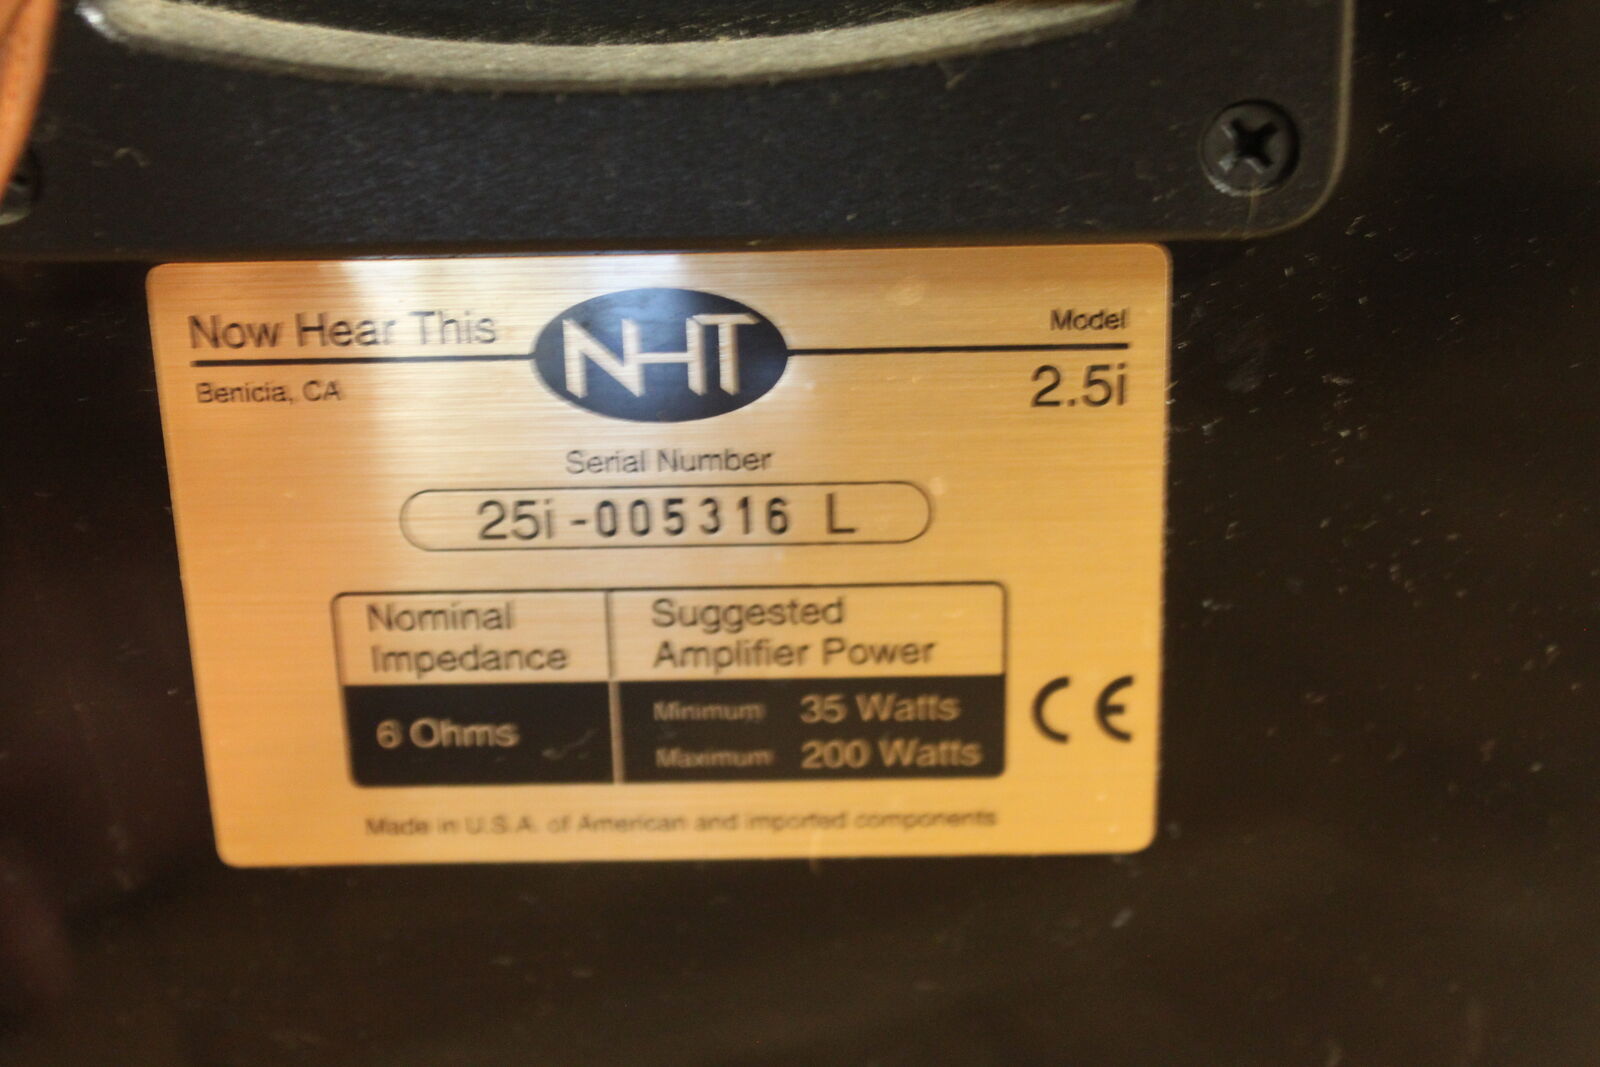 Now Hear This
NHT
Model
Benicia, CA
2.5i
Serial Number
25i-005316 L
Nominal Impedance
Suggested Amplifier Power
6 Ohms
Minimum 35 Watts
Maximum 200 Watts
CE
Made in U.S.A. of American and imported components